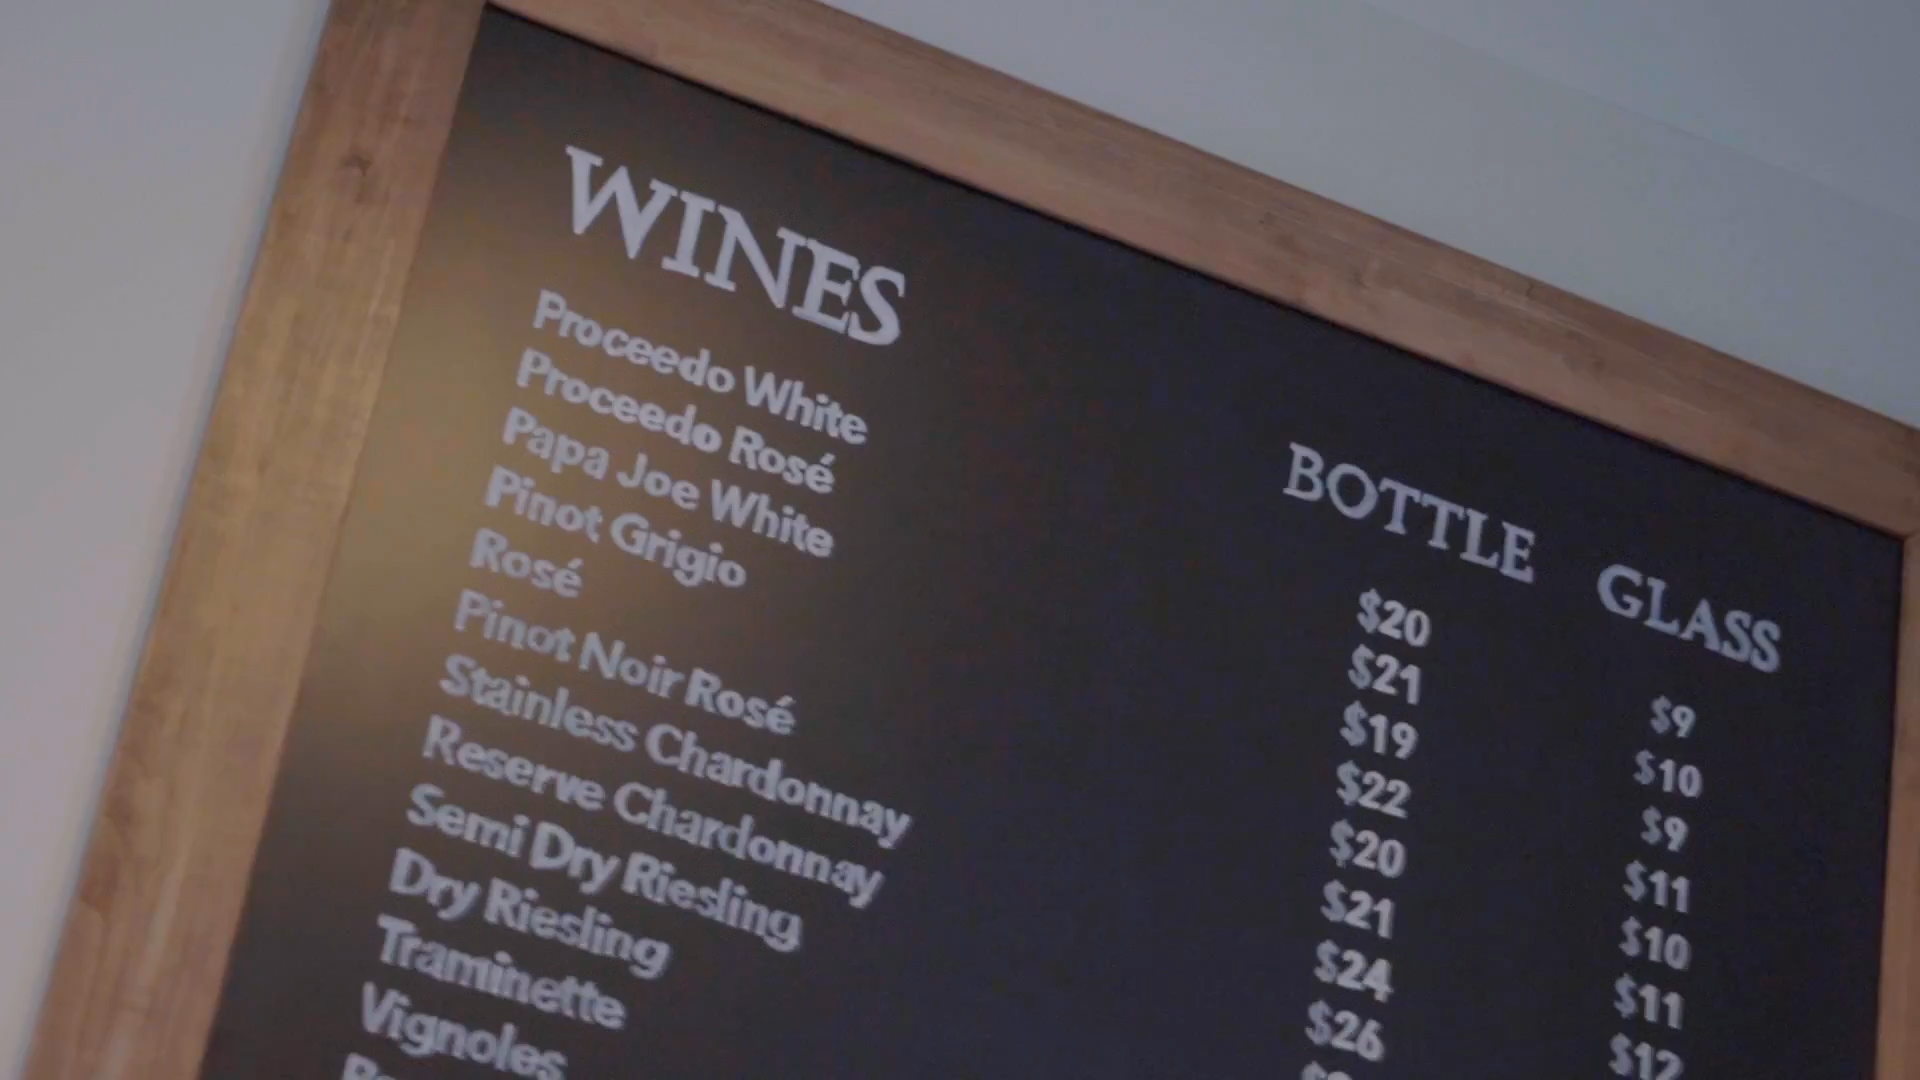 WINES
BOTTLE GLASS
Proceedo White $20 $9
Proceedo Rosé $21 $10
Papa Joe White $19 $9
Pinot Grigio $22 $11
Rosé $20 $10
Pinot Noir Rosé $21 $11
Stainless Chardonnay $24 $12
Reserve Chardonnay $26
Semi Dry Riesling
Dry Riesling
Traminette
Vignoles